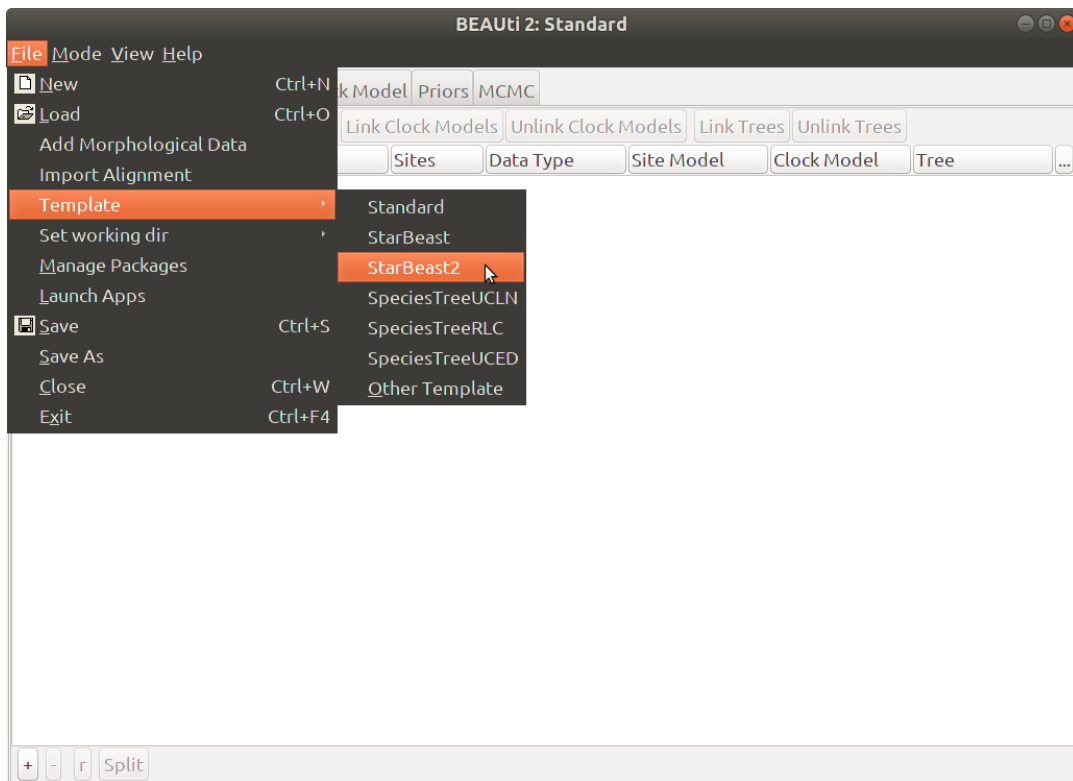 BEAUti 2: Standard
File Mode View Help
New Ctrl+N
Load Ctrl+O
Add Morphological Data
Import Alignment
Template
Set working dir
Manage Packages
Launch Apps
Save Ctrl+S
Save As
Close Ctrl+W
Exit Ctrl+F4
Standard
StarBeast
StarBeast2
SpeciesTreeUCLN
SpeciesTreeRLC
SpeciesTreeUCED
Other Template
Model Priors MCMC
Link Clock Models Unlink Clock Models Link Trees Unlink Trees
Sites Data Type Site Model Clock Model Tree ...
+ - r Split